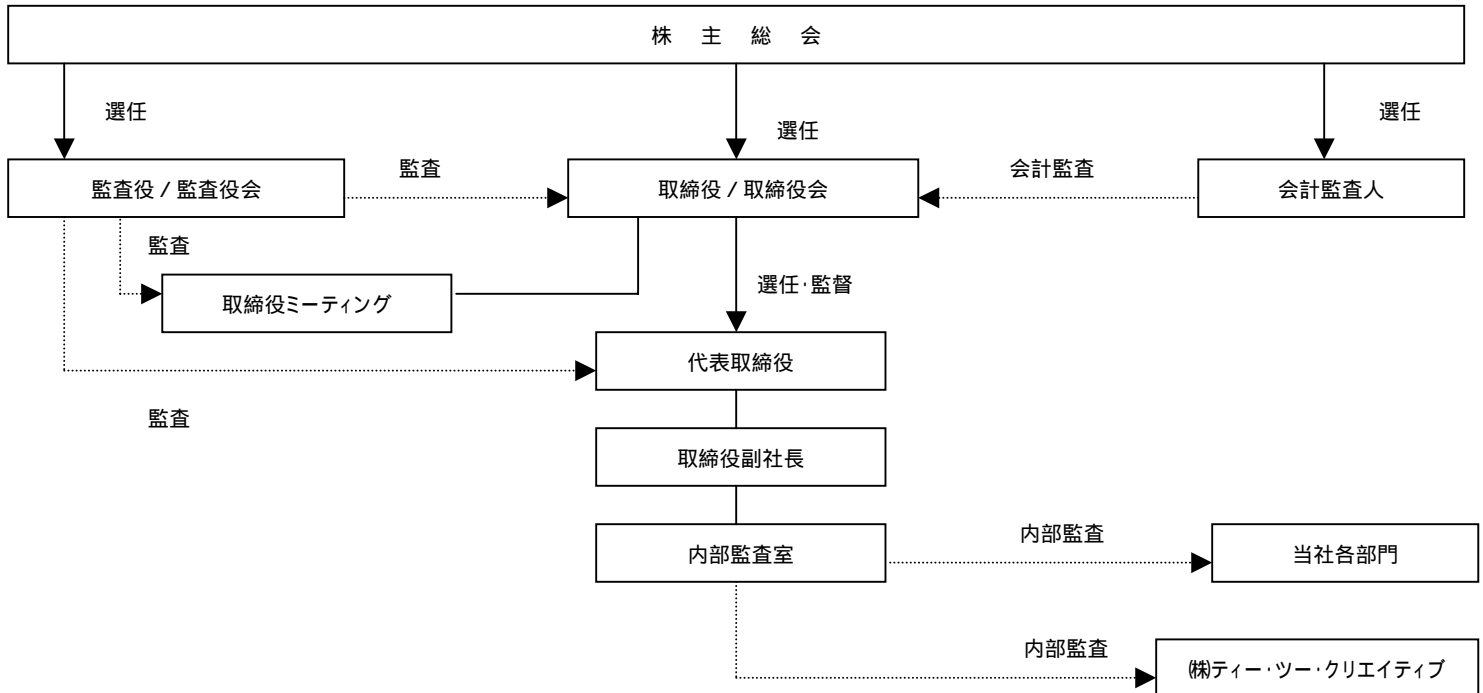 株 主 総 会
選任
選任
選任
監査役 / 監査役会
監査
取締役 / 取締役会
会計監査
会計監査人
監査
取締役ミーティング
選任・監督
代表取締役
監査
取締役副社長
内部監査室
内部監査
当社各部門
内部監査
㈱ティー・ツー・クリエイティブ